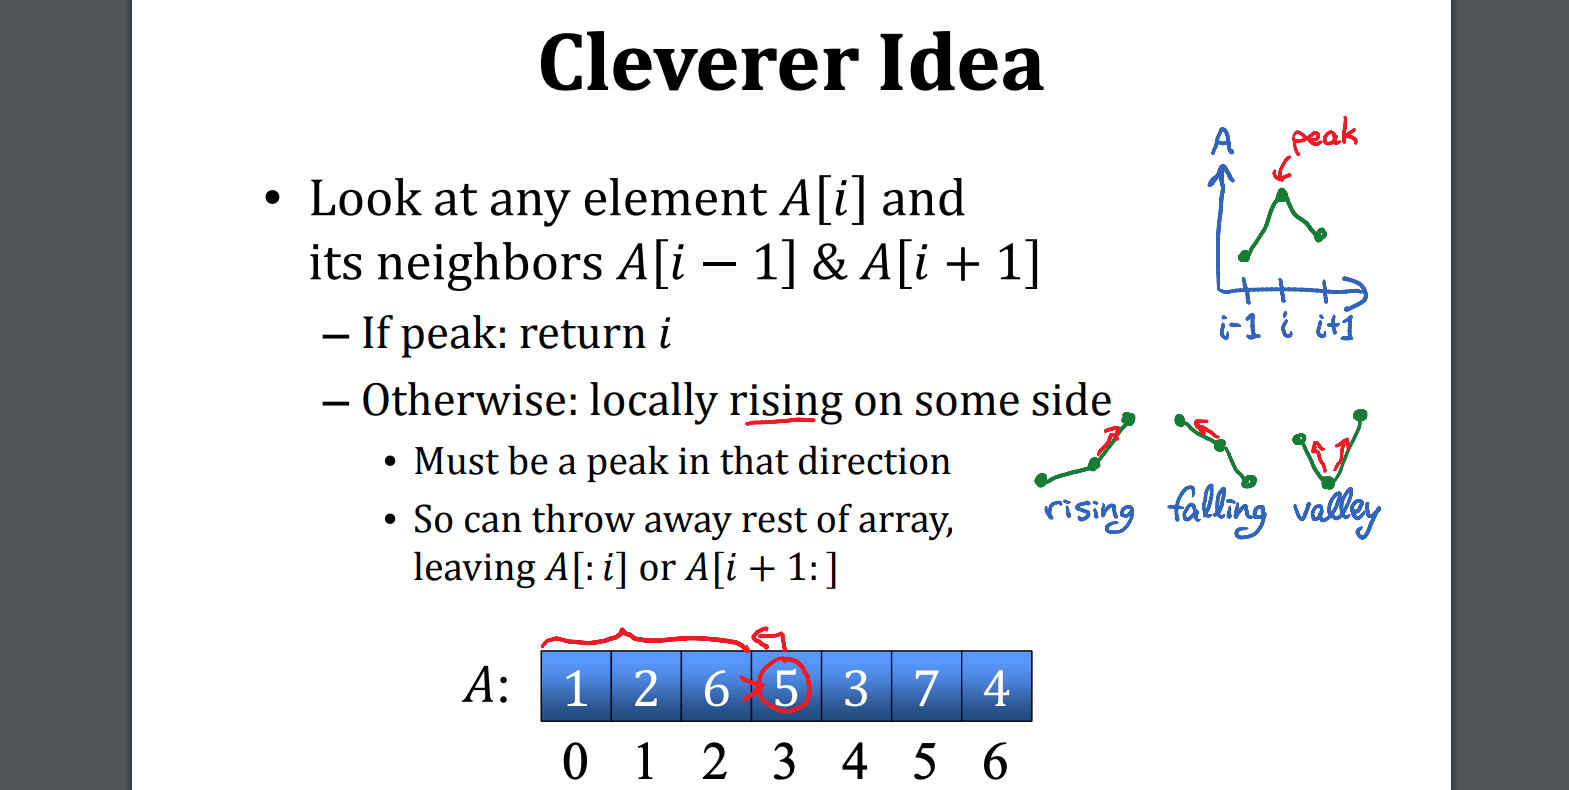 Cleverer Idea
• Look at any element A[i] and
its neighbors A[i − 1] & A[i + 1]
– If peak: return i
– Otherwise: locally rising on some side
• Must be a peak in that direction
• So can throw away rest of array,
leaving A[: i] or A[i + 1: ]
A
peak
i-1 i i+1
rising falling valley
A: 1 2 6 > 5 3 7 4
0 1 2 3 4 5 6